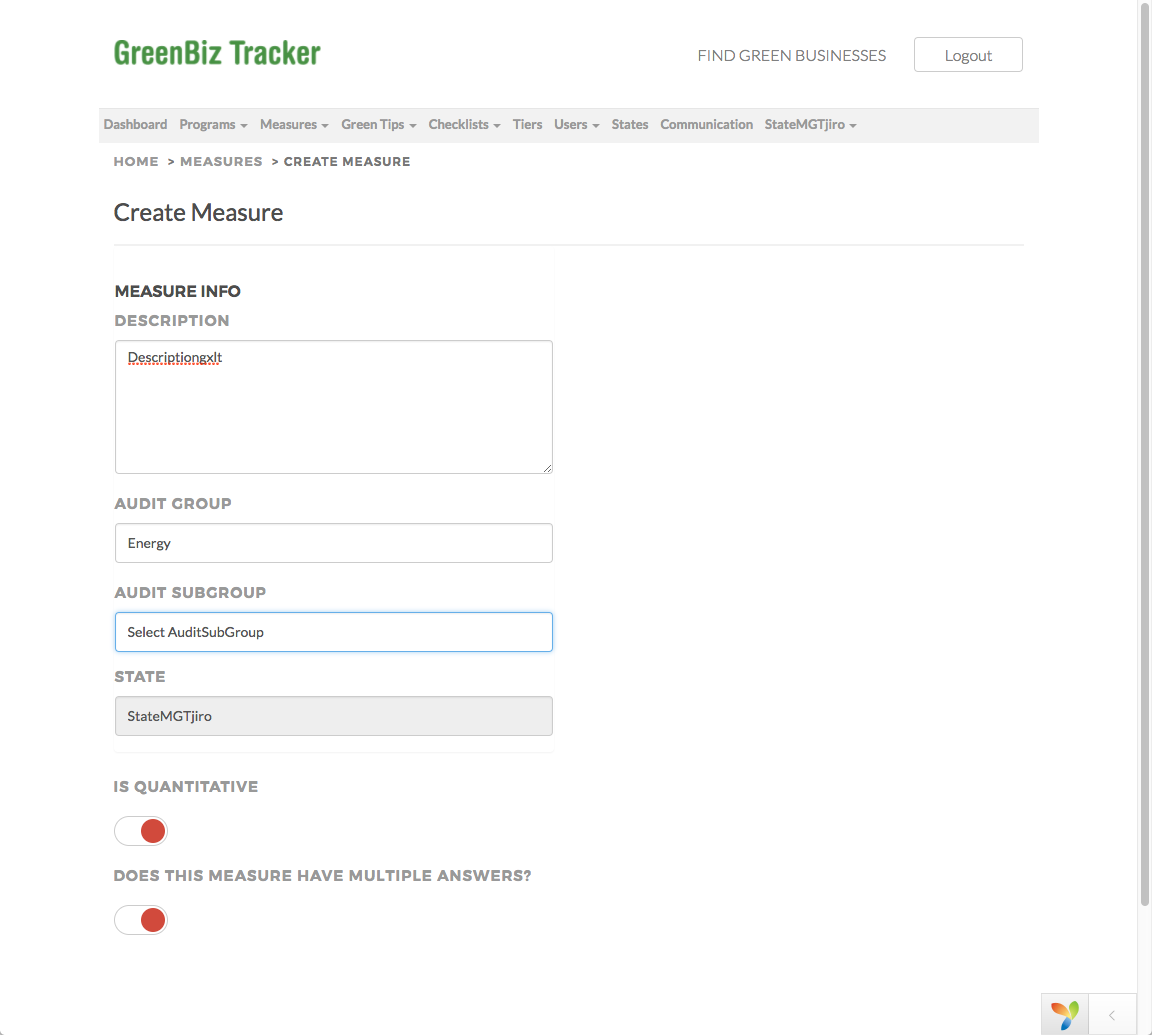 GreenBiz Tracker
FIND GREEN BUSINESSES Logout
Dashboard Programs Measures Green Tips Checklists Tiers Users States Communication StateMGTjiro
HOME > MEASURES > CREATE MEASURE
Create Measure
MEASURE INFO
DESCRIPTION
Descriptiongxlt
AUDIT GROUP
Energy
AUDIT SUBGROUP
Select AuditSubGroup
STATE
StateMGTjiro
IS QUANTITATIVE
DOES THIS MEASURE HAVE MULTIPLE ANSWERS?